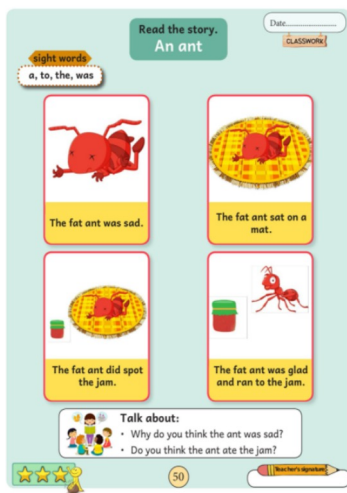 Read the story.
An ant
Date
CLASSWORK
sight words
a, to, the, was
The fat ant was sad.
The fat ant sat on a
mat.
The fat ant did spot
the jam.
The fat ant was glad
and ran to the jam.
Talk about:
• Why do you think the ant was sad?
• Do you think the ant ate the jam?
50
Teacher's signature